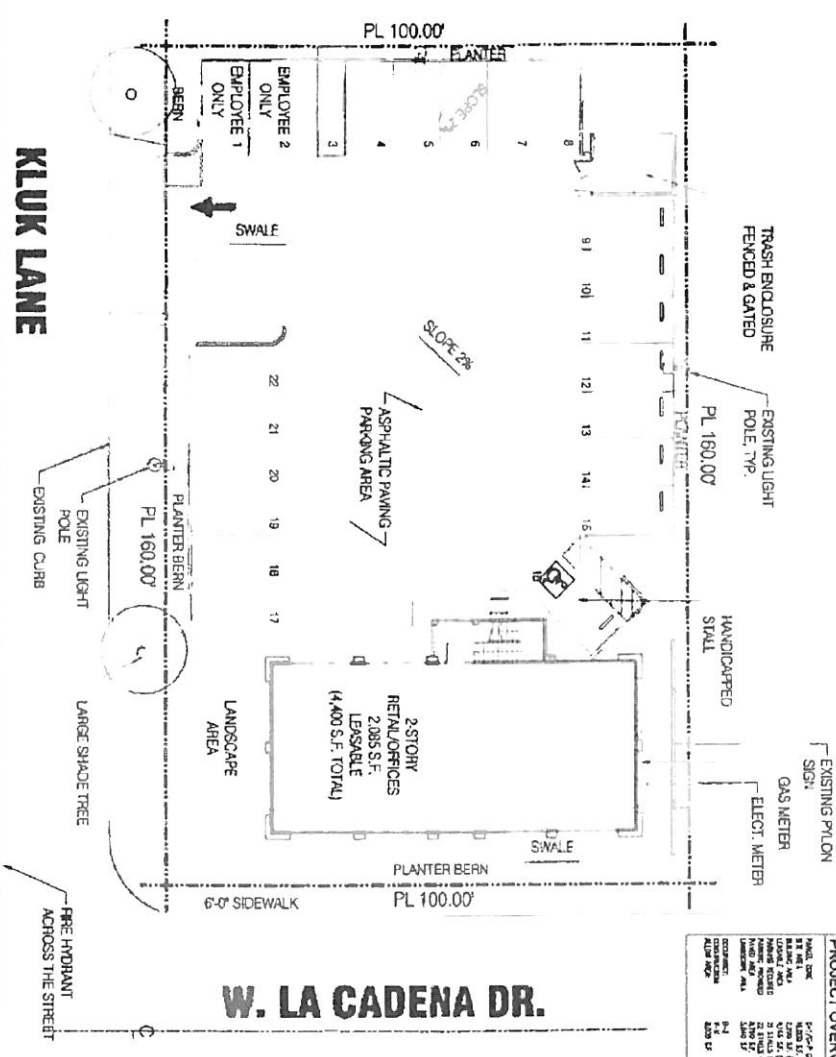 PL 100.00'
PLANTER
BERN
EMPLOYEE 1
ONLY
EMPLOYEE 2
ONLY
3
4
5
6
7
8
SLOPE 2%
SWALE
KLUK LANE
TRASH ENCLOSURE
FENCED & GATED
EXISTING LIGHT
POLE, TYP.
PL 160.00'
9
10
11
12
13
14
15
SLOPE 2%
ASPHALTIC PAVING
PARKING AREA
22
21
20
19
18
17
PLANTER BERN
PL 160.00'
EXISTING LIGHT
POLE
EXISTING CURB
HANDICAPPED
STALL
EXISTING PYLON
SIGN
GAS METER
ELECT. METER
2-STORY
RETAIL/OFFICES
2,085 S.F.
LEASABLE
(4,400 S.F. TOTAL)
LANDSCAPE
AREA
LARGE SHADE TREE
SWALE
PLANTER BERN
PL 100.00'
6'-0" SIDEWALK
FIRE HYDRANT
ACROSS THE STREET
W. LA CADENA DR.